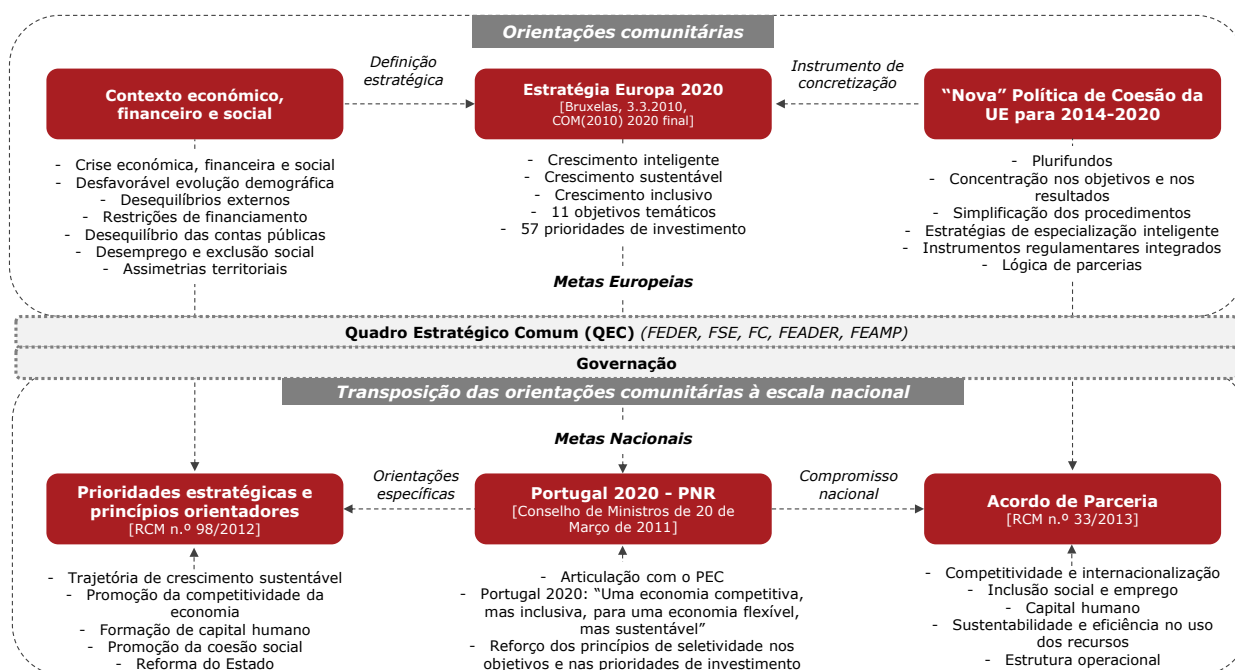 Orientações comunitárias
Definição
estratégica
Instrumento de
concretização
Contexto económico,
financeiro e social
Estratégia Europa 2020
[Bruxelas, 3.3.2010,
COM(2010) 2020 final]
“Nova” Política de Coesão da
UE para 2014-2020
- Crise económica, financeira e social
- Desfavorável evolução demográfica
- Desequilíbrios externos
- Restrições de financiamento
- Desequilíbrio das contas públicas
- Desemprego e exclusão social
- Assimetrias territoriais
- Crescimento inteligente
- Crescimento sustentável
- Crescimento inclusivo
- 11 objetivos temáticos
- 57 prioridades de investimento
- Plurifundos
- Concentração nos objetivos e nos
resultados
- Simplificação dos procedimentos
- Estratégias de especialização inteligente
- Instrumentos regulamentares integrados
- Lógica de parcerias
Metas Europeias
Quadro Estratégico Comum (QEC) (FEDER, FSE, FC, FEADER, FEAMP)
Governação
Transposição das orientações comunitárias à escala nacional
Metas Nacionais
Prioridades estratégicas e
princípios orientadores
[RCM n.º 98/2012]
Orientações
específicas
Portugal 2020 - PNR
[Conselho de Ministros de 20 de
Março de 2011]
Compromisso
nacional
Acordo de Parceria
[RCM n.º 33/2013]
- Trajetória de crescimento sustentável
- Promoção da competitividade da
economia
- Formação de capital humano
- Promoção da coesão social
- Reforma do Estado
- Articulação com o PEC
- Portugal 2020: “Uma economia competitiva,
mas inclusiva, para uma economia flexível,
mas sustentável”
- Reforço dos princípios de seletividade nos
objetivos e nas prioridades de investimento
- Competitividade e internacionalização
- Inclusão social e emprego
- Capital humano
- Sustentabilidade e eficiência no uso
dos recursos
- Estrutura operacional